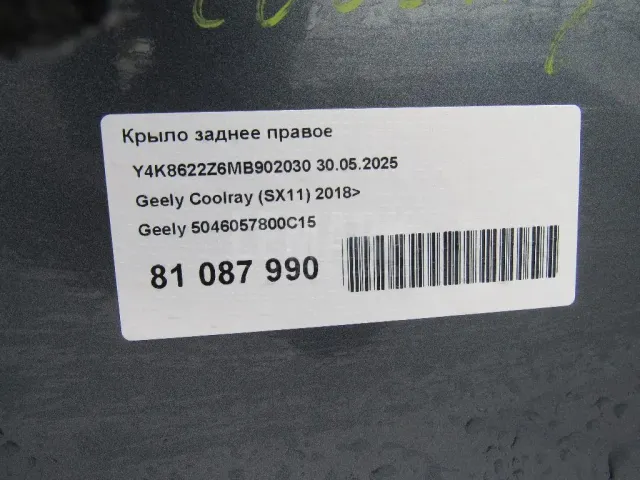 Крыло заднее правое
Y4K8622Z6MB902030 30.05.2025
Geely Coolray (SX11) 2018>
Geely 5046057800C15
81 087 990